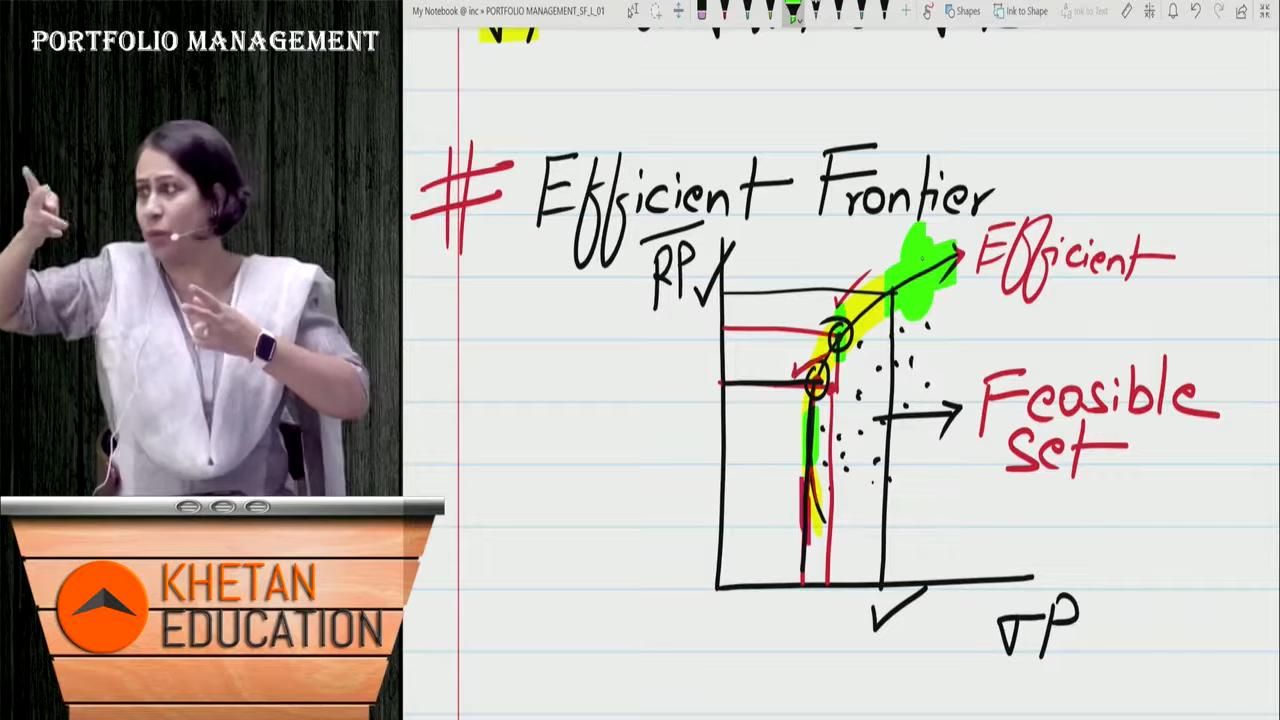 My Notebook @ inc » PORTFOLIO MANAGEMENT_SF_L_01
Shapes
Ink to Shape
Ink to Text
PORTFOLIO MANAGEMENT
# Efficient Frontier
RP
Efficient
Feasible
set
σP
KHETAN
EDUCATION